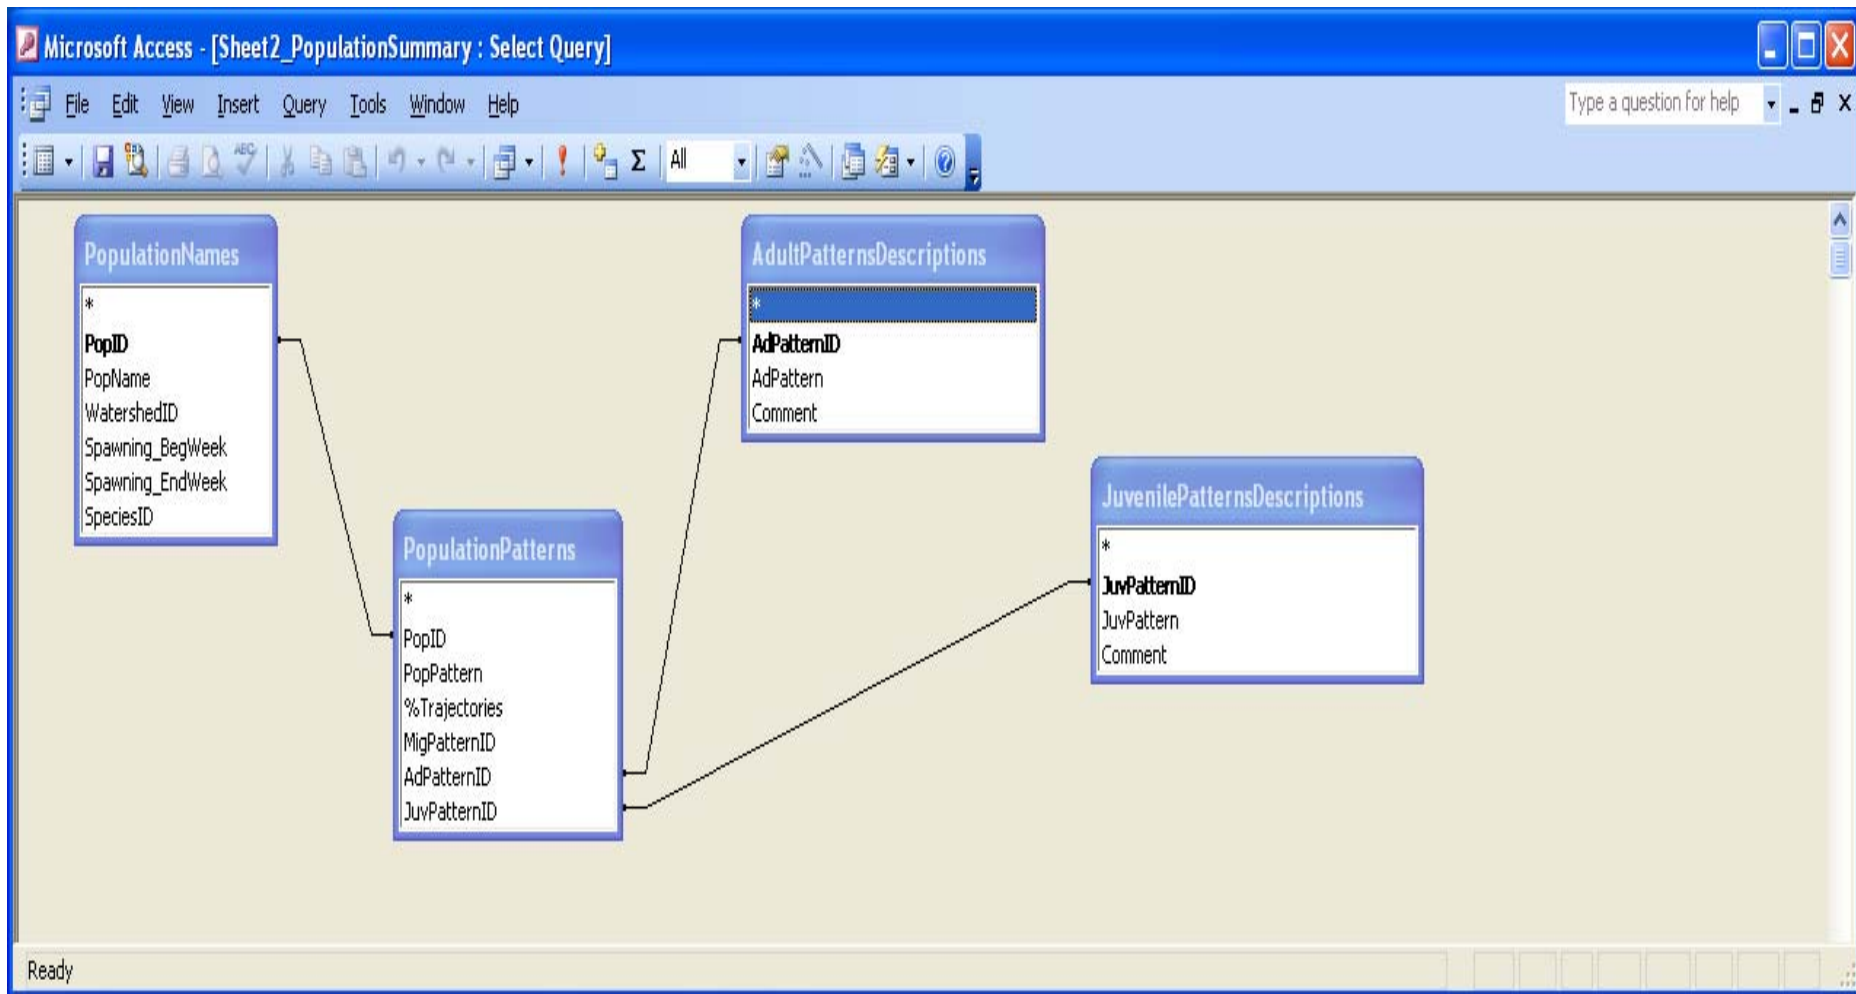 Microsoft Access - [Sheet2_PopulationSummary : Select Query]
File Edit View Insert Query Tools Window Help
Type a question for help
ABC
Σ
All
PopulationNames
*
PopID
PopName
WatershedID
Spawning_BegWeek
Spawning_EndWeek
SpeciesID
PopulationPatterns
*
PopID
PopPattern
%Trajectories
MigPatternID
AdPatternID
JuvPatternID
AdultPatternsDescriptions
*
AdPatternID
AdPattern
Comment
JuvenilePatternsDescriptions
*
JuvPatternID
JuvPattern
Comment
Ready